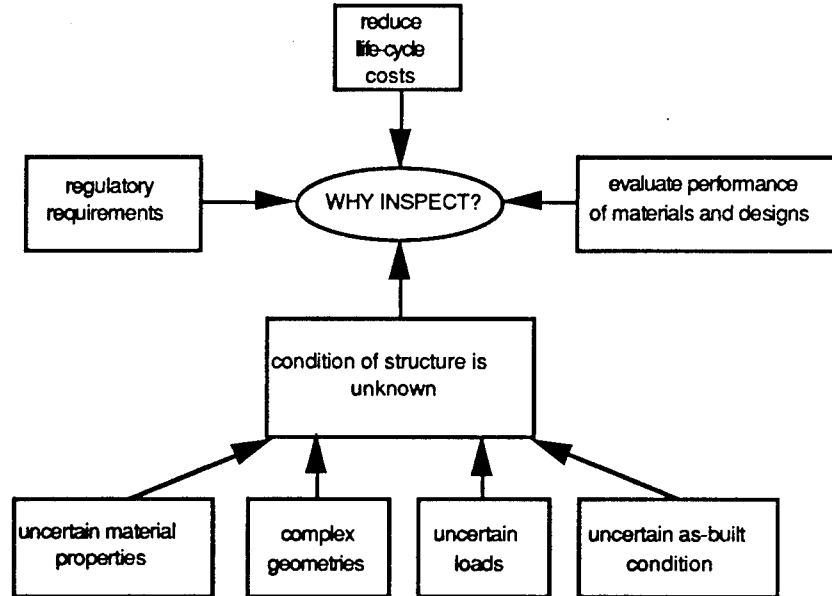 reduce
life-cycle
costs
regulatory
requirements
WHY INSPECT?
evaluate performance
of materials and designs
condition of structure is
unknown
uncertain material
properties
complex
geometries
uncertain
loads
uncertain as-built
condition